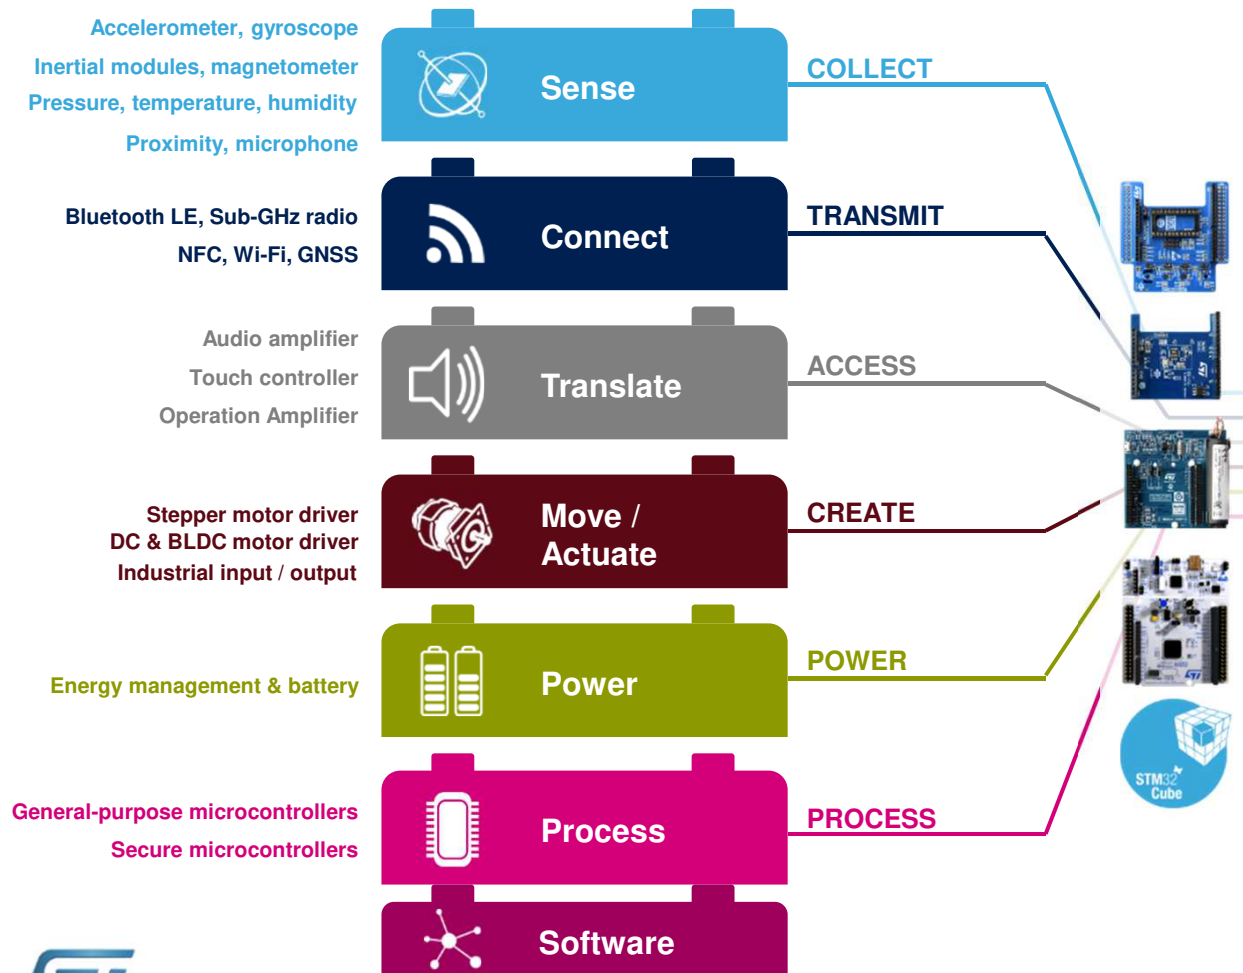 Accelerometer, gyroscope
Inertial modules, magnetometer
Pressure, temperature, humidity
Proximity, microphone
Sense
COLLECT
Bluetooth LE, Sub-GHz radio
NFC, Wi-Fi, GNSS
Connect
TRANSMIT
Audio amplifier
Touch controller
Operation Amplifier
Translate
ACCESS
Stepper motor driver
DC & BLDC motor driver
Industrial input / output
Move /
Actuate
CREATE
Energy management & battery
Power
POWER
General-purpose microcontrollers
Secure microcontrollers
Process
PROCESS
STM32
Cube
Software